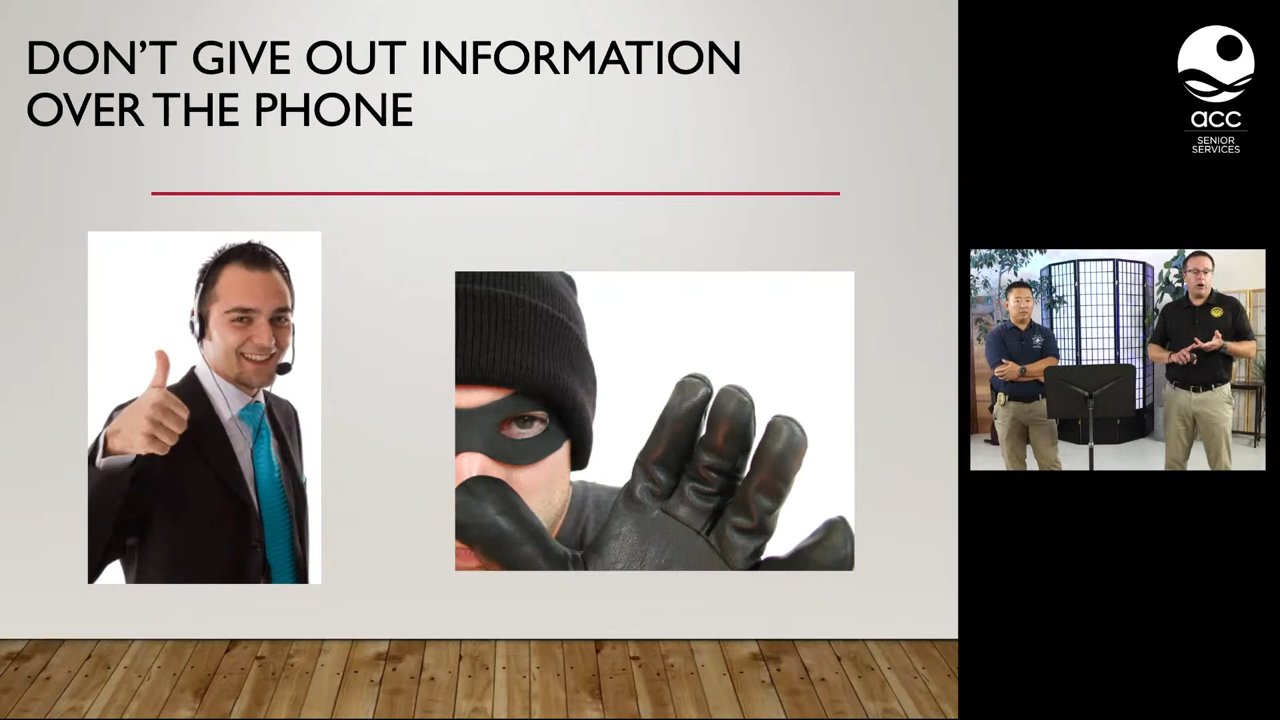 DON’T GIVE OUT INFORMATION
OVER THE PHONE
acc
SENIOR
SERVICES